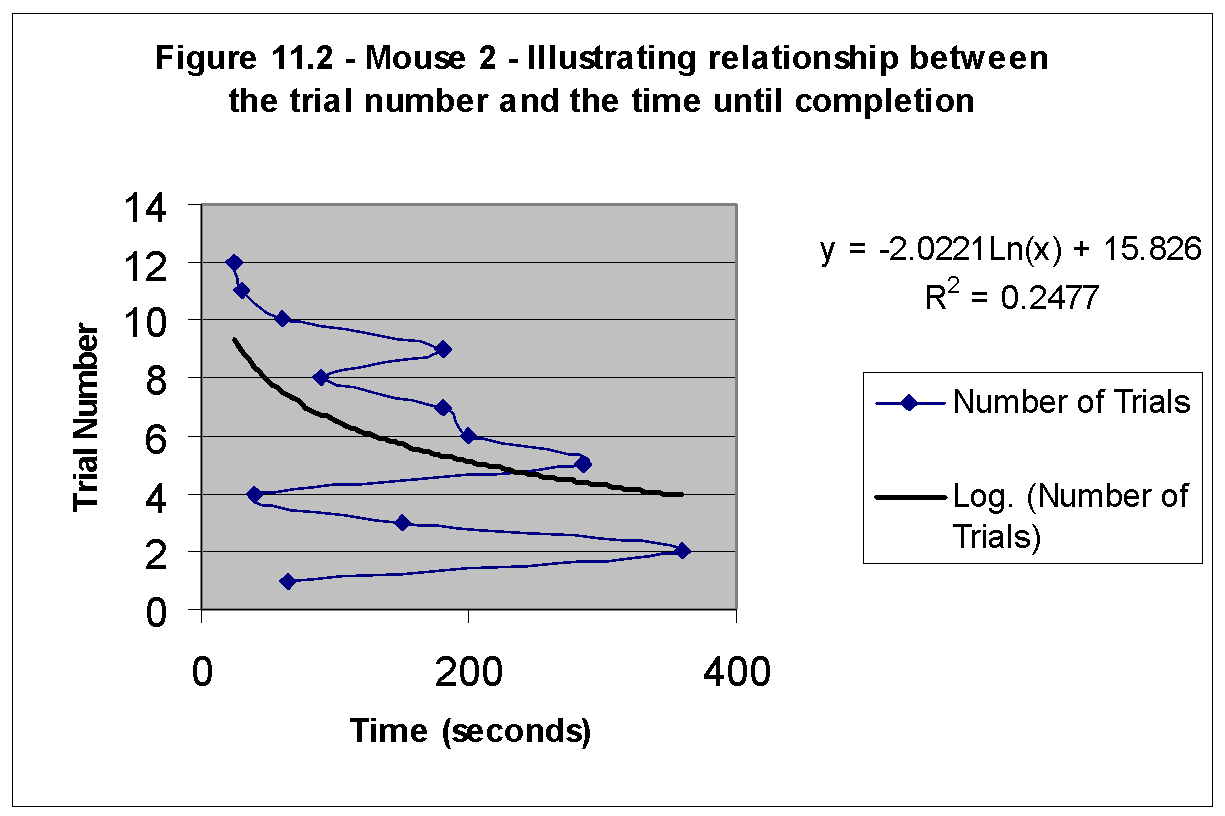 Figure 11.2 - Mouse 2 - Illustrating relationship between
the trial number and the time until completion
14
12
10
8
6
4
2
0
Trial Number
0 200 400
Time (seconds)
y = -2.0221Ln(x) + 15.826
R² = 0.2477
Number of Trials
Log. (Number of
Trials)